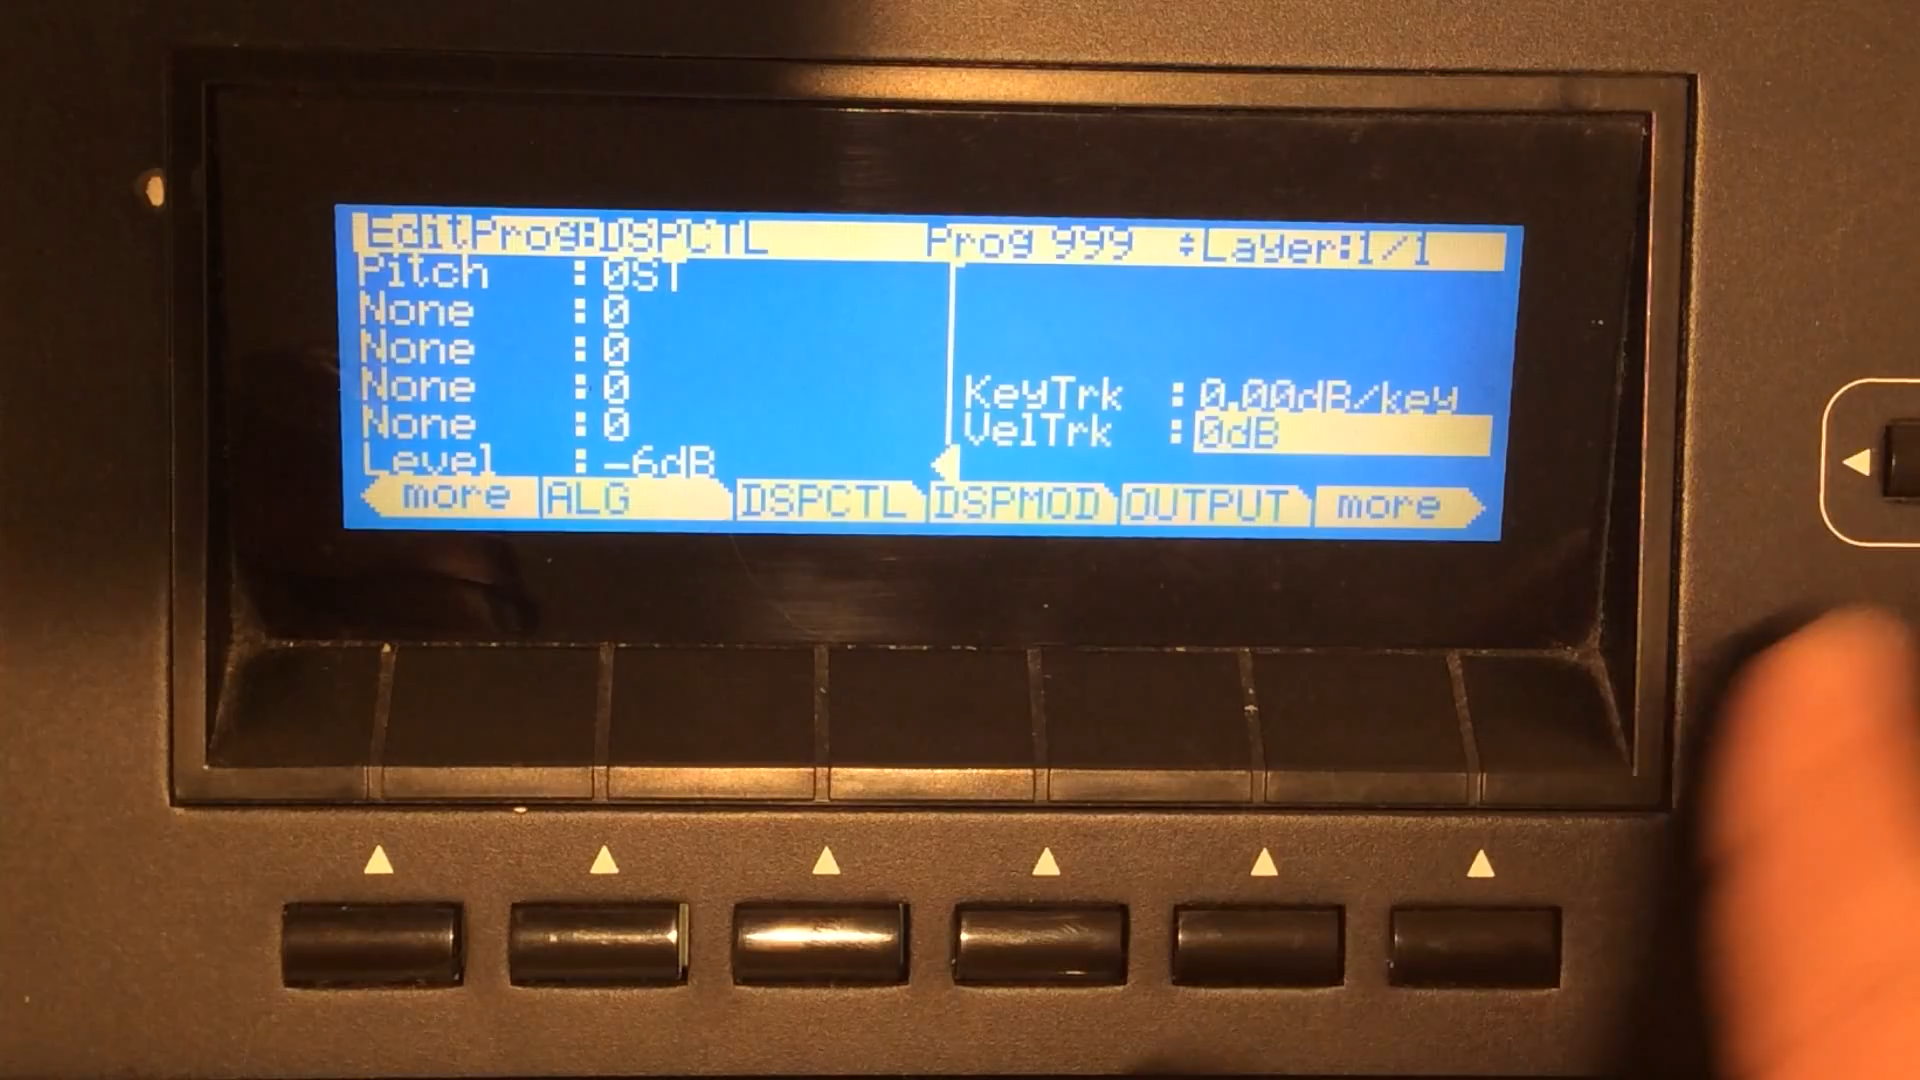 EditProg:DSPCTL Prog 999 Layer:1/1
Pitch :0ST
None :0
None :0
None :0 KeyTrk :0.00dB/key
None :0 VelTrk :0dB
Level :-6dB
more ALG DSPCTL DSPMOD OUTPUT more